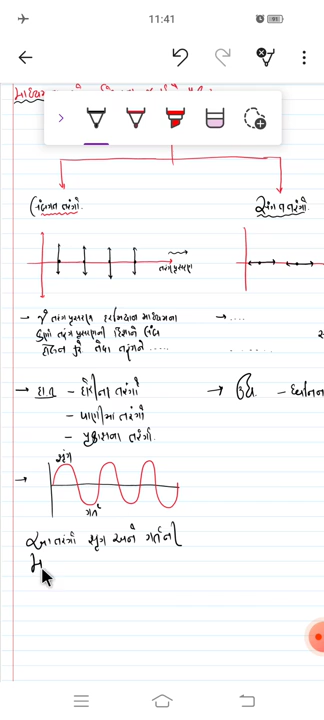 11:41
લંબગત તરંગો.
સંગત તરંગો.
તરંગ પ્રસરણ
→ જે તરંગ પ્રસરણ દરમ્યાન માધ્યમના
કણો તરંગ પ્રસરણની દિશાને લંબ
→ ....
દોલન કરે તેવા તરંગને .....
......
→ દા.ત - દોરીના તરંગો
→ ઉદા - ધ્વનિના
- પાણીમાં તરંગો
- પ્રકાશના તરંગો.
શૃંગ
→
ગર્ત
આ તરંગો શૃંગ અને ગર્તની